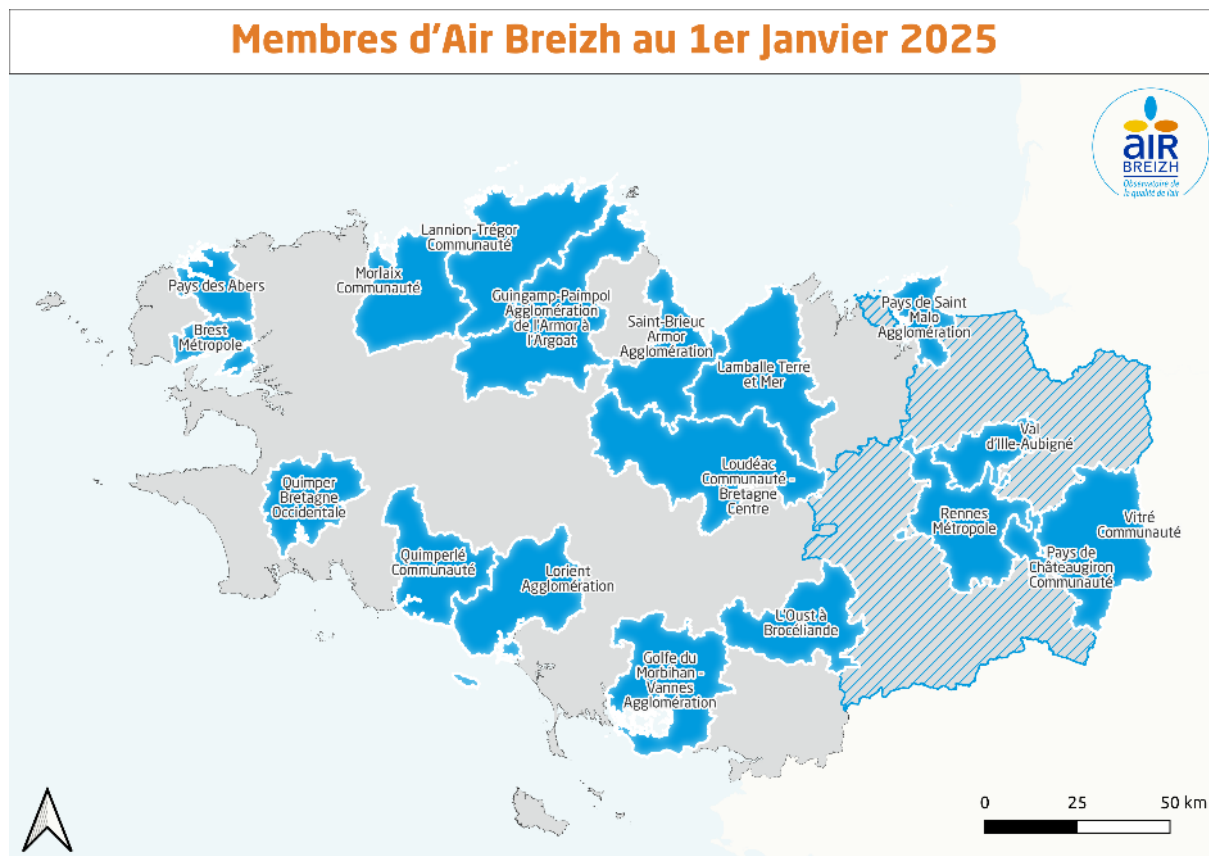 Membres d'Air Breizh au 1er Janvier 2025
aiR
BREIZH
Observatoire de
la qualité de l'air
Lannion-Trégor
Communauté
Morlaix
Communauté
Pays des Abers
Brest
Métropole
Guingamp-Paimpol
Agglomération
de l'Armor à
l'Argoat
Saint-Brieuc
Armor
Agglomération
Lamballe Terre
et Mer
Pays de Saint
Malo
Agglomération
Val
d'Ille-Aubigné
Loudéac
Communauté -
Bretagne
Centre
Quimper
Bretagne
Occidentale
Rennes
Métropole
Vitré
Communauté
Pays de
Châteaugiron
Communauté
Quimperlé
Communauté
Lorient
Agglomération
L'Oust à
Brocéliande
Golfe du
Morbihan -
Vannes
Agglomération
0 25 50 km